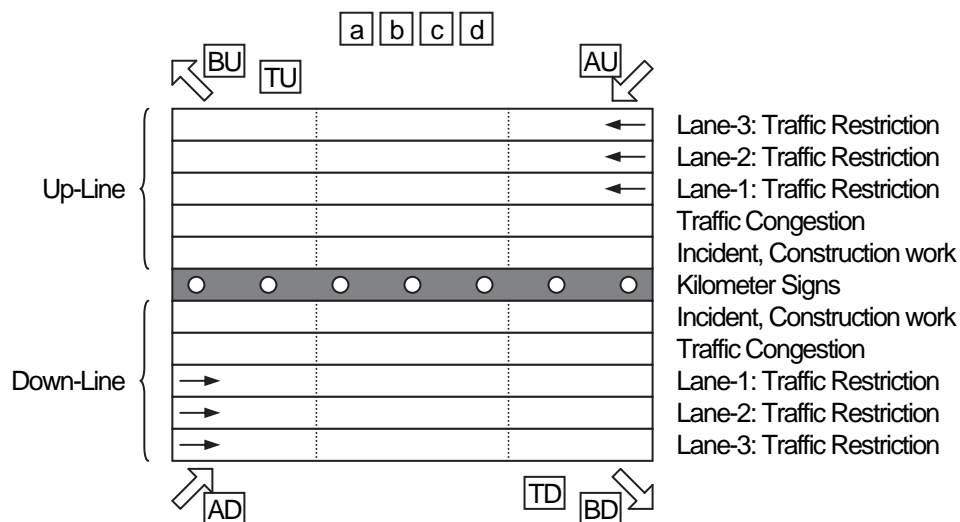 a b c d
BU TU AU
Lane-3: Traffic Restriction
Lane-2: Traffic Restriction
Up-Line Lane-1: Traffic Restriction
Traffic Congestion
Incident, Construction work
Kilometer Signs
Incident, Construction work
Traffic Congestion
Down-Line Lane-1: Traffic Restriction
Lane-2: Traffic Restriction
Lane-3: Traffic Restriction
AD TD BD